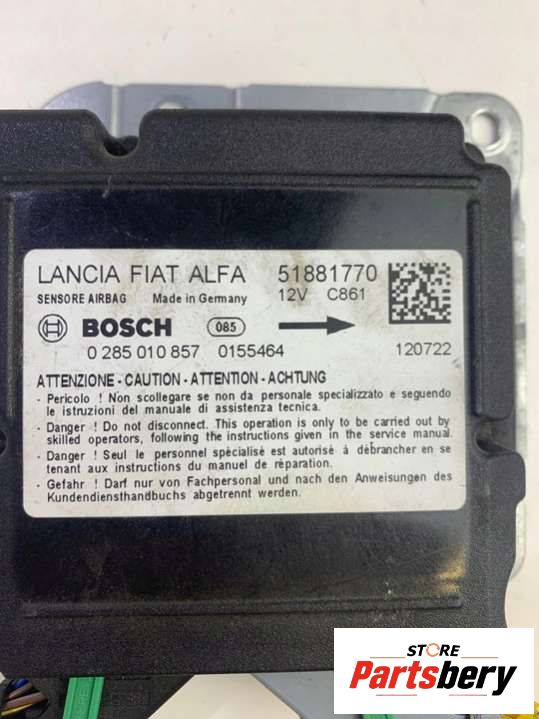 LANCIA FIAT ALFA 51881770
SENSORE AIRBAG Made in Germany 12V C861
BOSCH 085
0 285 010 857 0155464 120722
ATTENZIONE - CAUTION - ATTENTION - ACHTUNG
- Pericolo ! Non scollegare se non da personale specializzato e seguendo
le istruzioni del manuale di assistenza tecnica.
- Danger ! Do not disconnect. This operation is only to be carried out by
skilled operators, following the instructions given in the service manual.
- Danger ! Seul le personnel spécialisé est autorisé á débrancher en se
tenant aux instructions du manuel de réparation.
- Gefahr ! Darf nur von Fachpersonal und nach den Anweisungen des
Kundendiensthandbuchs abgetrennt werden.
STORE
Partsbery